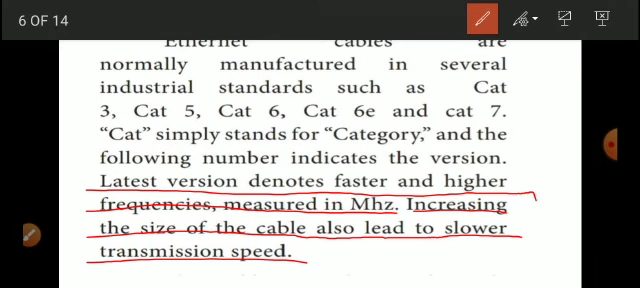 6 OF 14
Ethernet cables are
normally manufactured in several
industrial standards such as Cat
3, Cat 5, Cat 6, Cat 6e and cat 7.
“Cat” simply stands for “Category,” and the
following number indicates the version.
Latest version denotes faster and higher
frequencies, measured in Mhz. Increasing
the size of the cable also lead to slower
transmission speed.